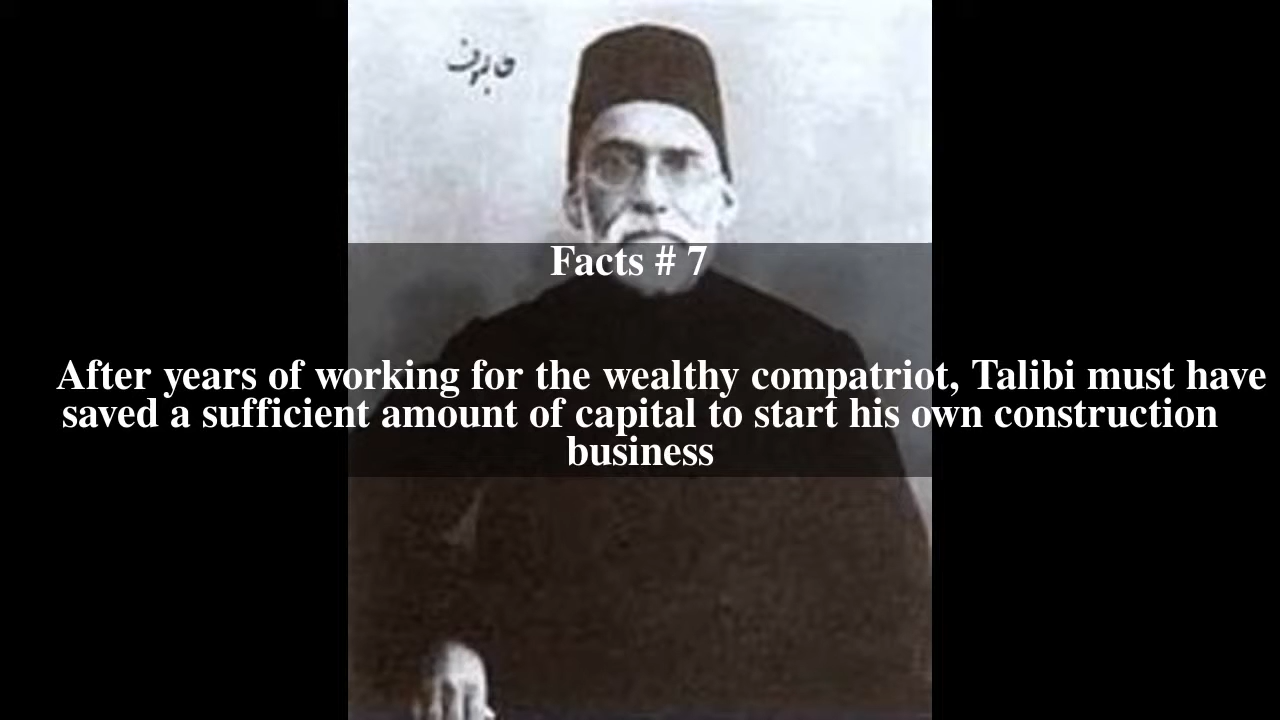 طالبوف
Facts # 7
After years of working for the wealthy compatriot, Talibi must have
saved a sufficient amount of capital to start his own construction
business